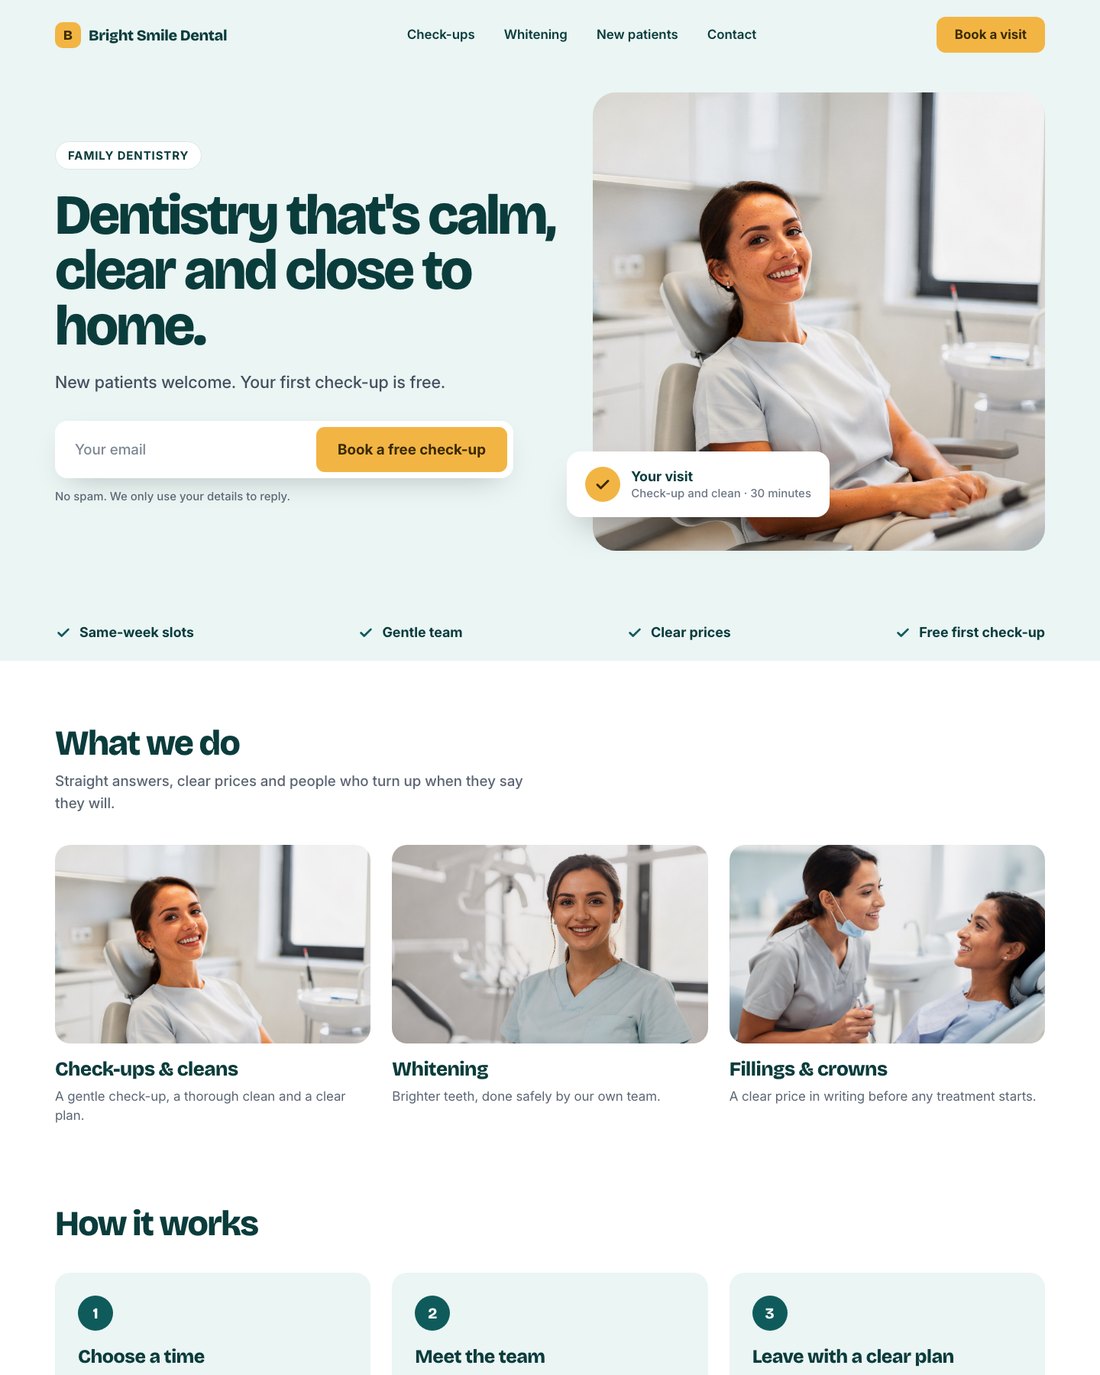 B Bright Smile Dental
Check-ups Whitening New patients Contact
Book a visit
FAMILY DENTISTRY
Dentistry that's calm,
clear and close to
home.
New patients welcome. Your first check-up is free.
Your email
Book a free check-up
No spam. We only use your details to reply.
Your visit
Check-up and clean · 30 minutes
Same-week slots
Gentle team
Clear prices
Free first check-up
What we do
Straight answers, clear prices and people who turn up when they say
they will.
Check-ups & cleans
A gentle check-up, a thorough clean and a clear
plan.
Whitening
Brighter teeth, done safely by our own team.
Fillings & crowns
A clear price in writing before any treatment starts.
How it works
1
Choose a time
2
Meet the team
3
Leave with a clear plan